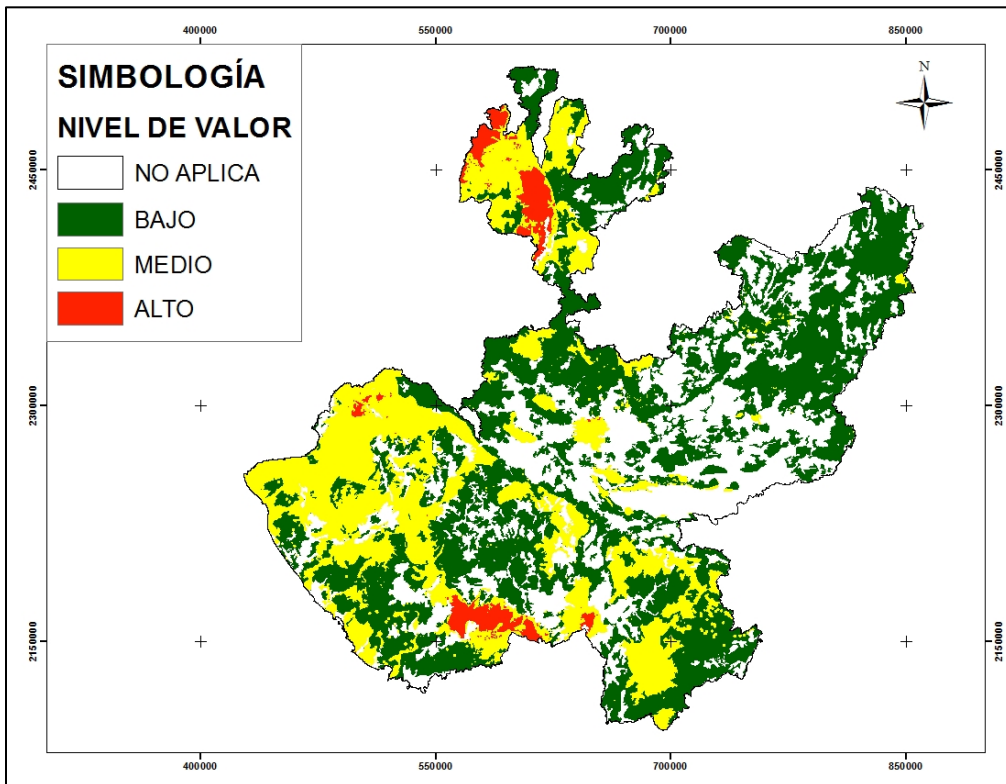 400000 550000 700000 850000
SIMBOLOGÍA
NIVEL DE VALOR
NO APLICA
BAJO
MEDIO
ALTO
N
2450000 2450000
2300000 2300000
2150000 2150000
400000 550000 700000 850000